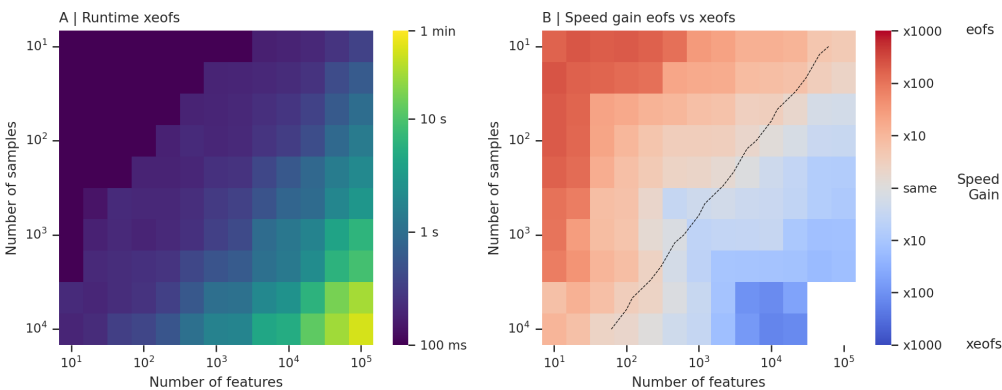 A | Runtime xeofs
B | Speed gain eofs vs xeofs
Number of samples
10¹
10²
10³
10⁴
10¹
10²
10³
10⁴
10⁵
Number of features
1 min
10 s
1 s
100 ms
Number of samples
10¹
10²
10³
10⁴
10¹
10²
10³
10⁴
10⁵
Number of features
x1000
x100
x10
same
x10
x100
x1000
eofs
Speed
Gain
xeofs